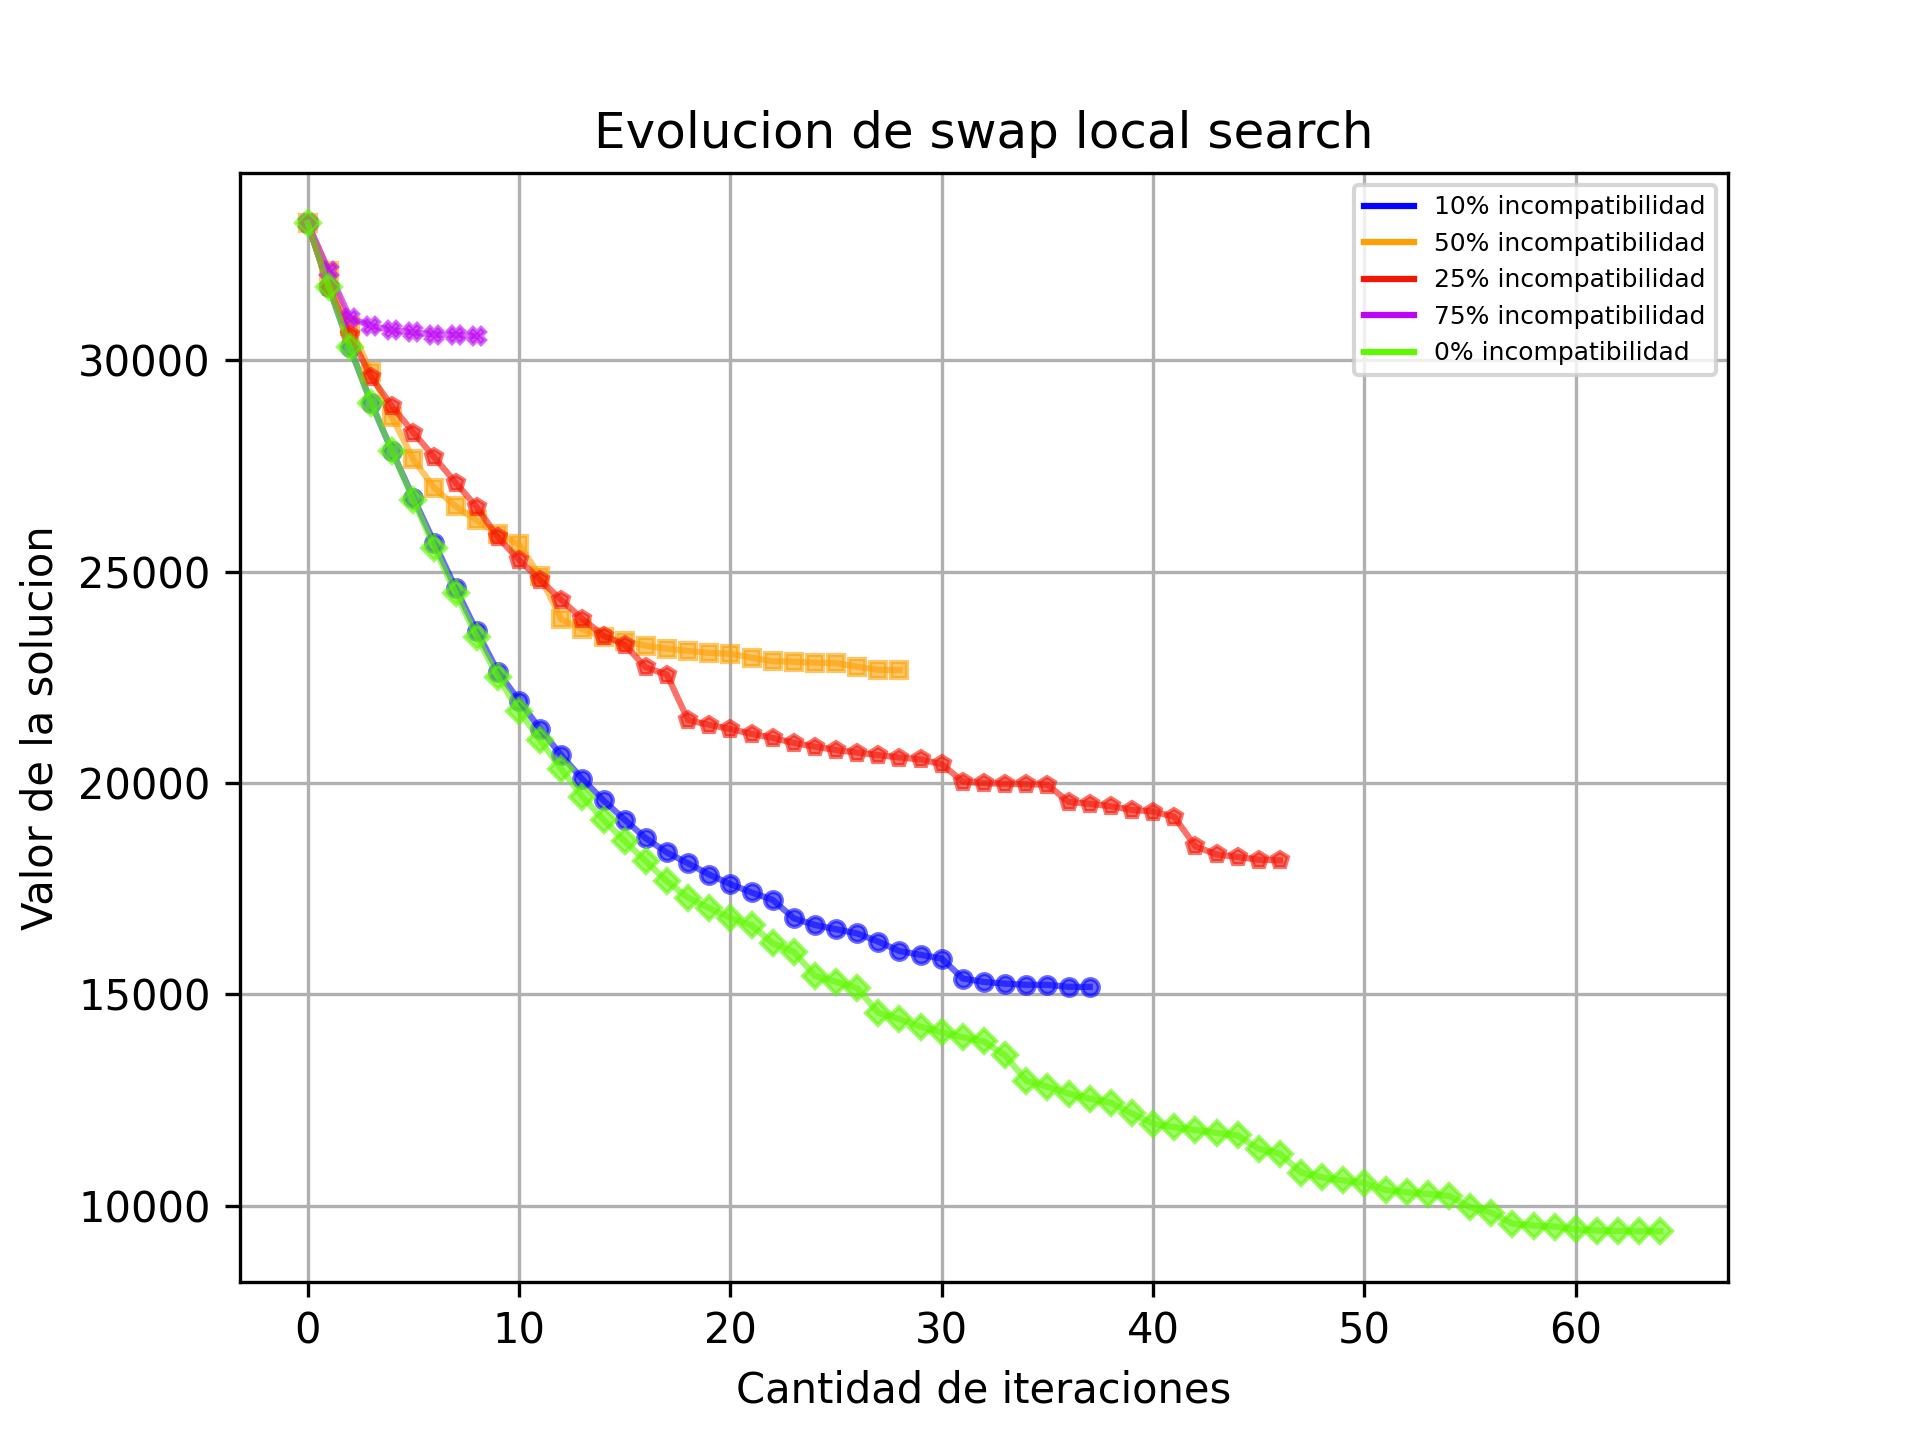 Evolucion de swap local search
10% incompatibilidad
50% incompatibilidad
25% incompatibilidad
75% incompatibilidad
0% incompatibilidad
Valor de la solucion
30000
25000
20000
15000
10000
0 10 20 30 40 50 60
Cantidad de iteraciones